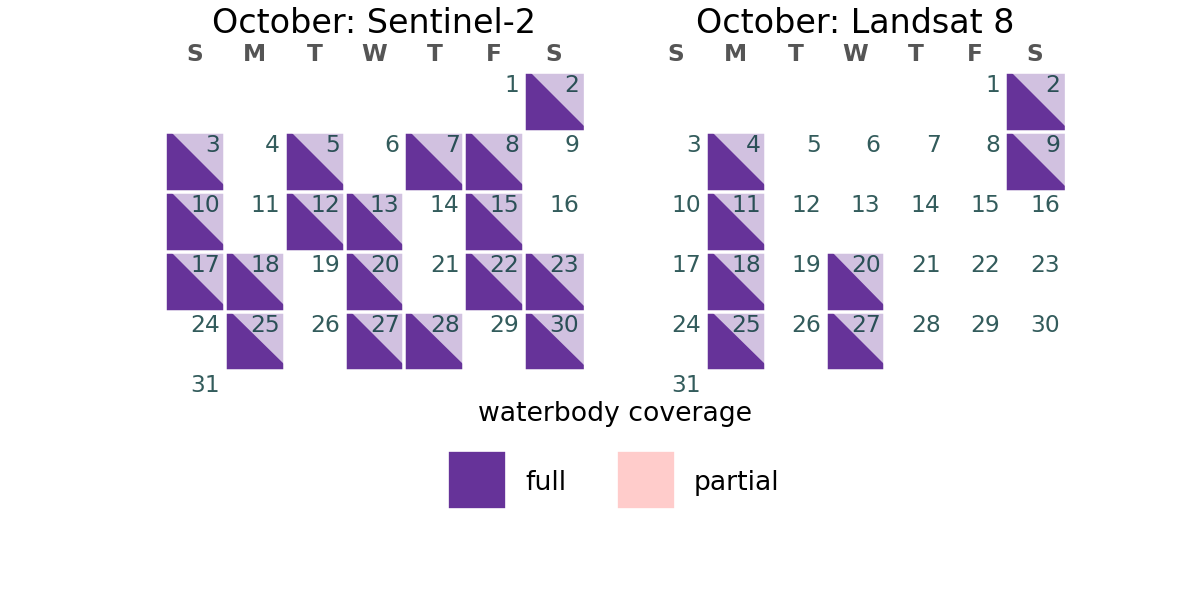 October: Sentinel-2
S M T W T F S
1 2
3 4 5 6 7 8 9
10 11 12 13 14 15 16
17 18 19 20 21 22 23
24 25 26 27 28 29 30
31
October: Landsat 8
S M T W T F S
1 2
3 4 5 6 7 8 9
10 11 12 13 14 15 16
17 18 19 20 21 22 23
24 25 26 27 28 29 30
31
waterbody coverage
full partial